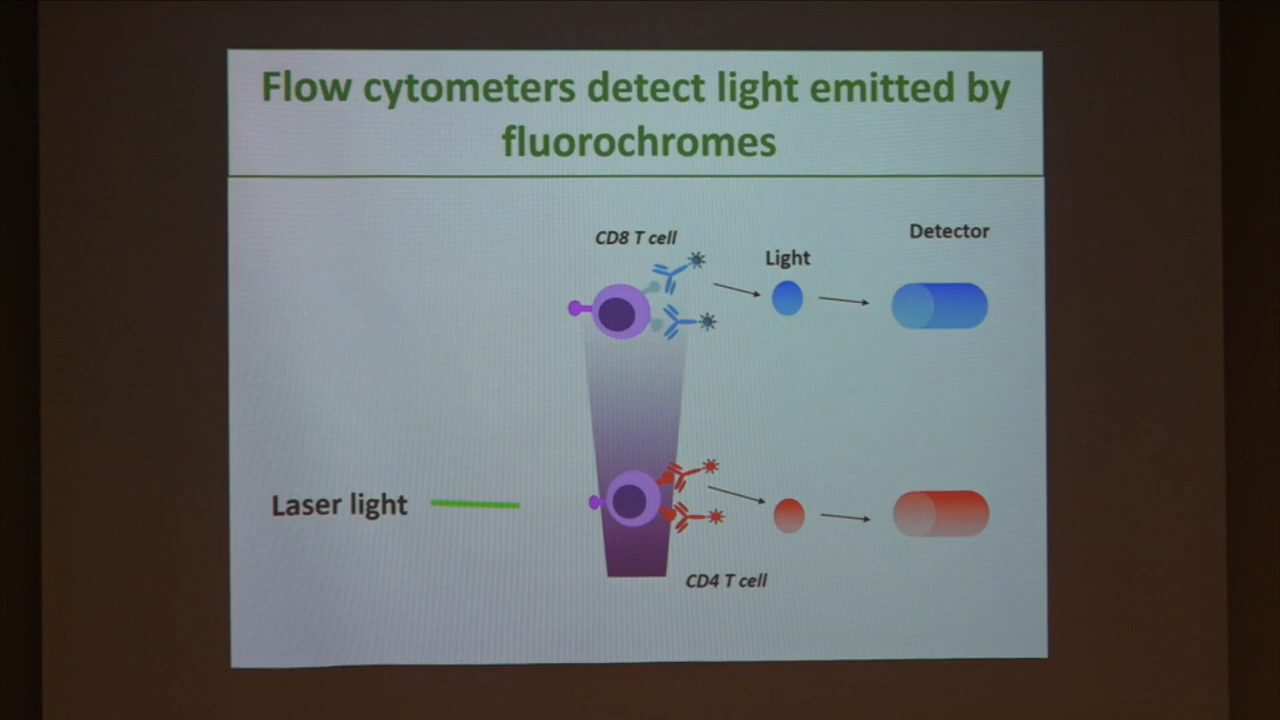 Flow cytometers detect light emitted by
fluorochromes
CD8 T cell
Light
Detector
Laser light
CD4 T cell